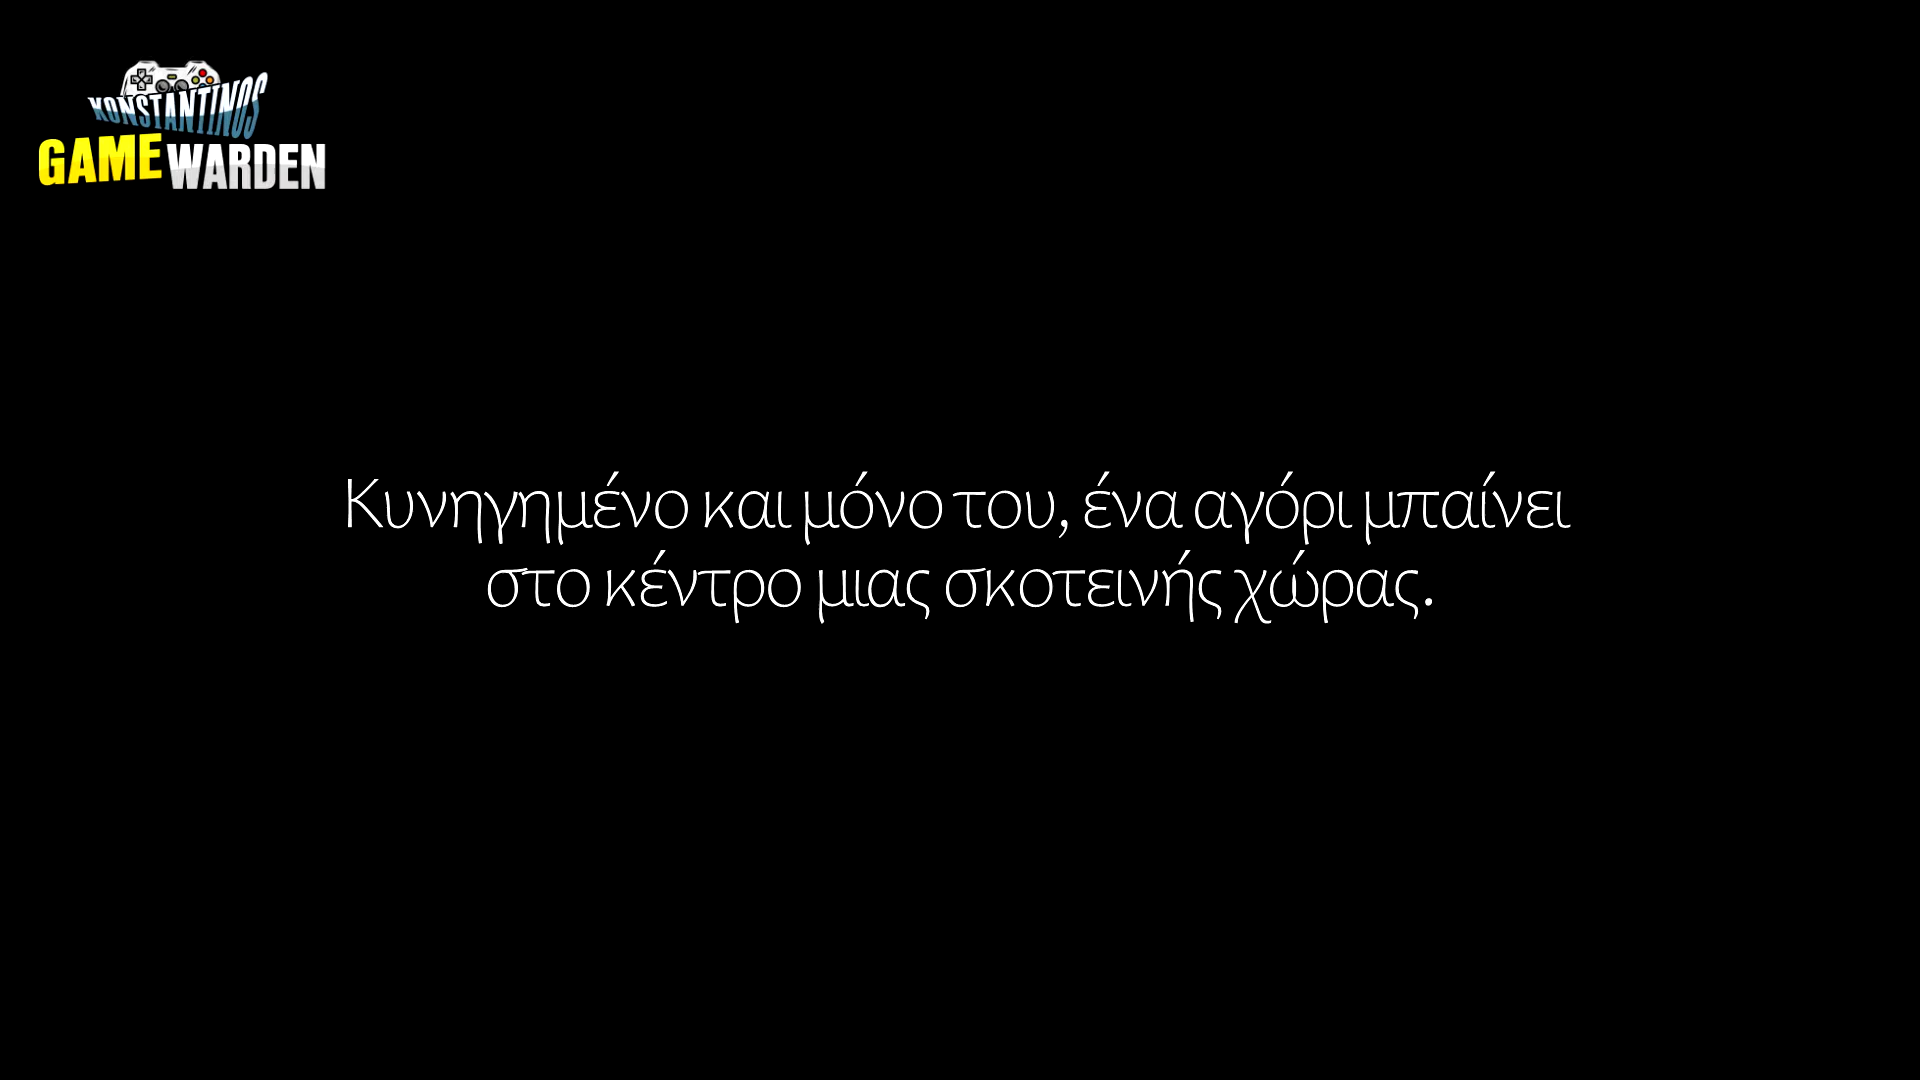 KONSTANTINOS
GAME WARDEN
Κυνηγημένο και μόνο του, ένα αγόρι μπαίνει
στο κέντρο μιας σκοτεινής χώρας.